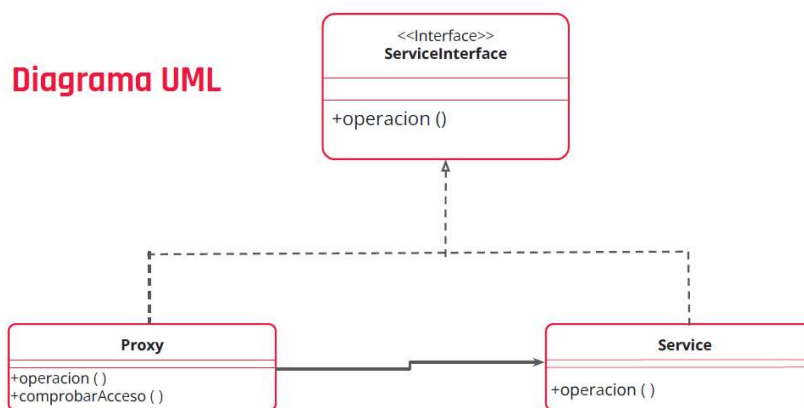 Diagrama UML
<<Interface>>
ServiceInterface
+operacion ()
Proxy
+operacion ( )
+comprobarAcceso ( )
Service
+operacion ( )